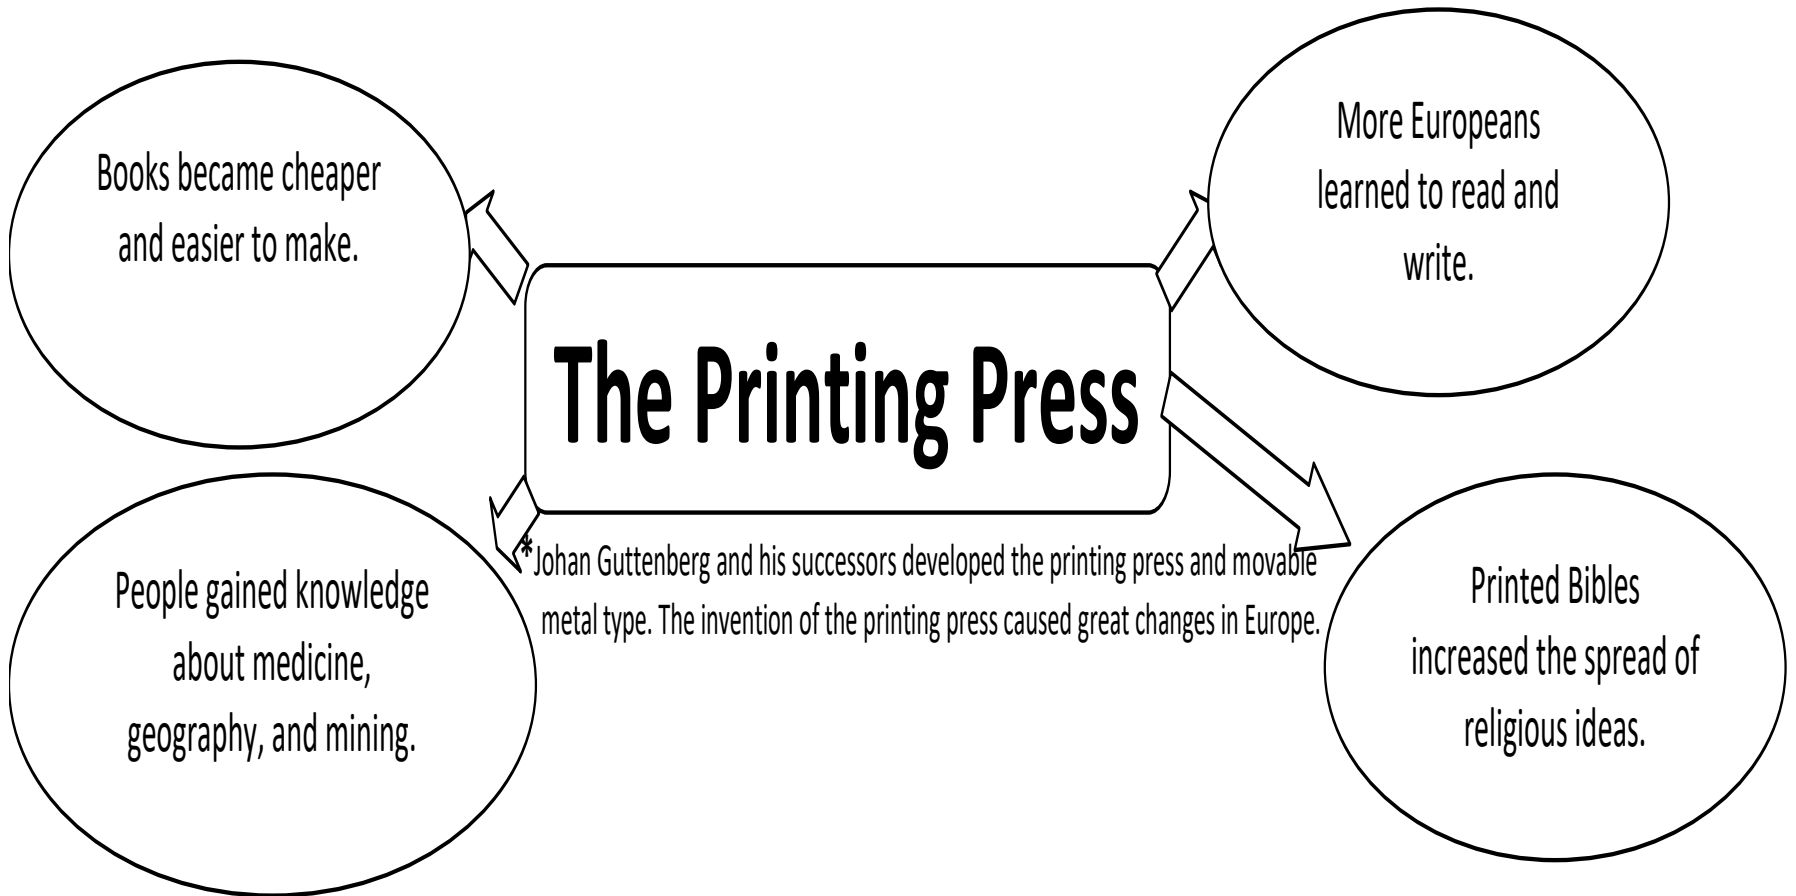 Books became cheaper
and easier to make.
More Europeans
learned to read and
write.
The Printing Press
*Johan Guttenberg and his successors developed the printing press and movable
metal type. The invention of the printing press caused great changes in Europe.
People gained knowledge
about medicine,
geography, and mining.
Printed Bibles
increased the spread of
religious ideas.